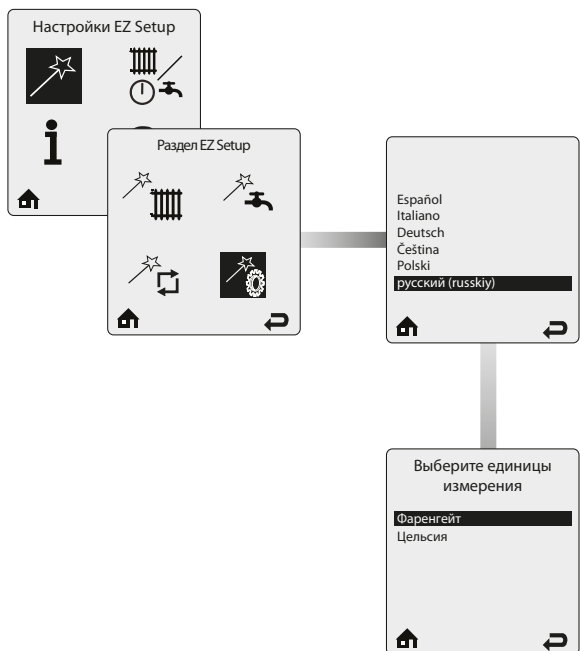 Настройки EZ Setup
Раздел EZ Setup
Español
Italiano
Deutsch
Čeština
Polski
русский (russkiy)
Выберите единицы
измерения
Фаренгейт
Цельсия